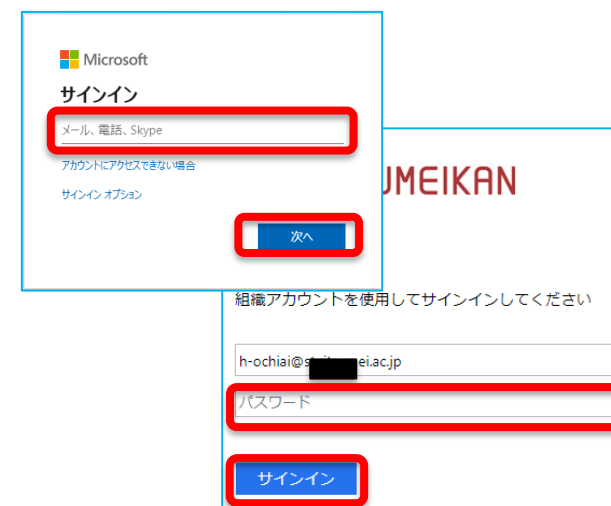 Microsoft
サインイン
メール、電話、Skype
アカウントにアクセスできない場合
サインイン オプション
次へ
UMEIKAN
組織アカウントを使用してサインインしてください
h-ochiai@
ei.ac.jp
パスワード
サインイン